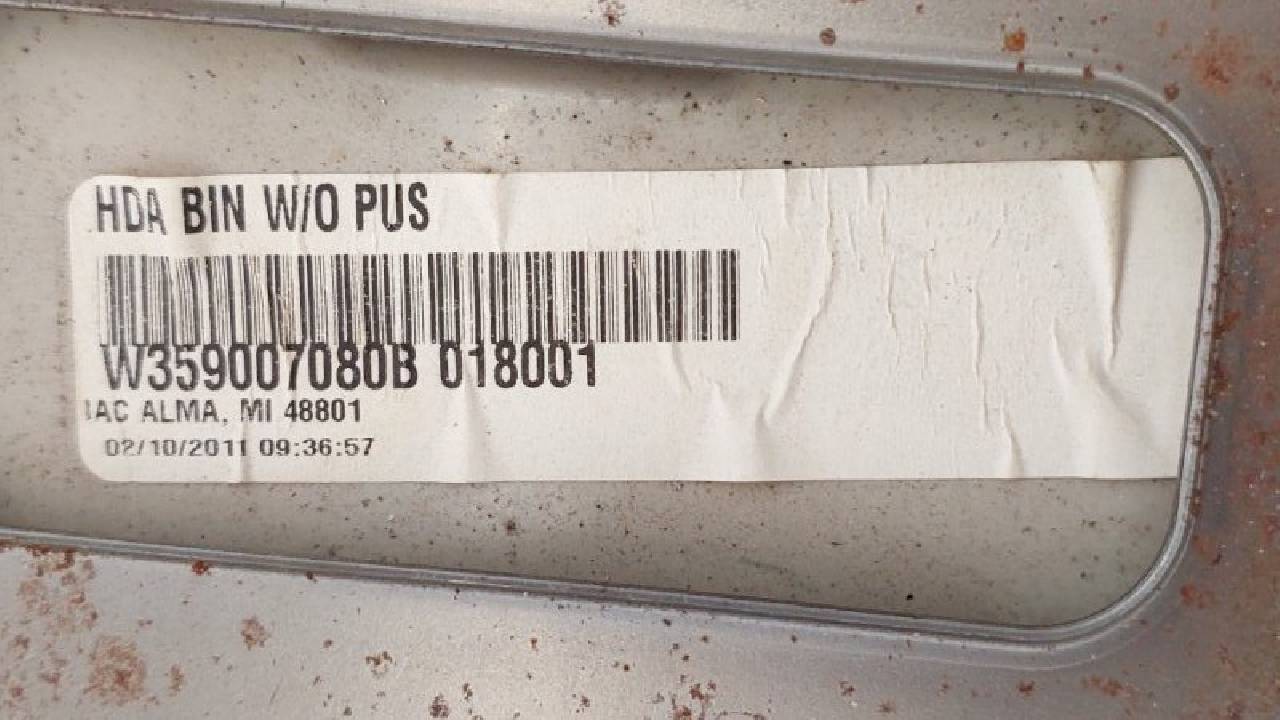 HDA BIN W/O PUS
W359007080B 018001
IAC ALMA, MI 48801
02/10/2011 09:36:57